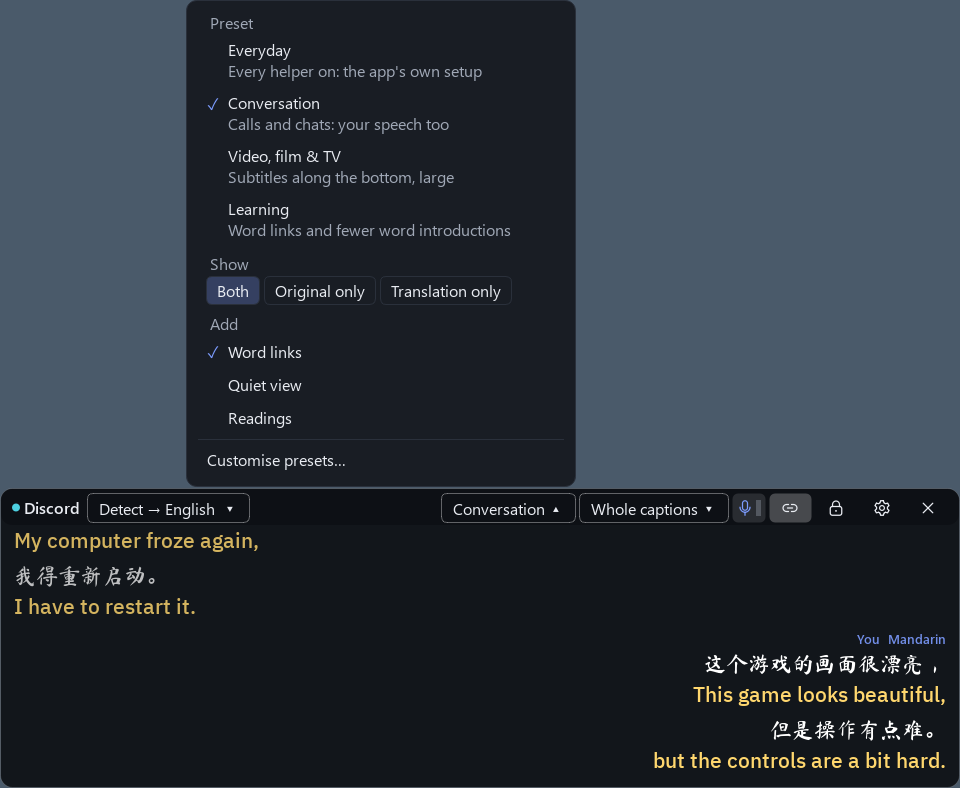 Preset
Everyday
Every helper on: the app's own setup
✓ Conversation
Calls and chats: your speech too
Video, film & TV
Subtitles along the bottom, large
Learning
Word links and fewer word introductions
Show
Both Original only Translation only
Add
✓ Word links
Quiet view
Readings
Customise presets...
Discord Detect → English ▼ Conversation ▲ Whole captions ▼
My computer froze again,
我得重新启动。
I have to restart it.
You Mandarin
这个游戏的画面很漂亮，
This game looks beautiful,
但是操作有点难。
but the controls are a bit hard.